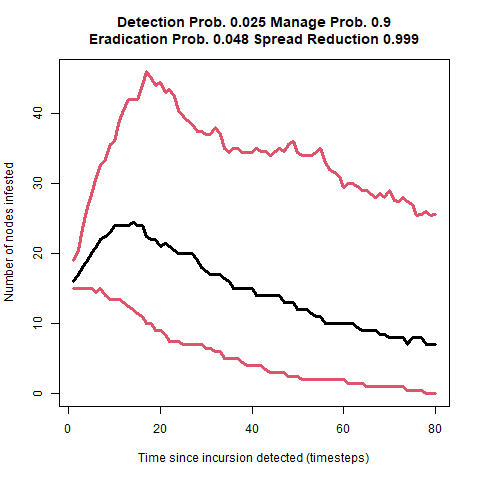 Detection Prob. 0.025 Manage Prob. 0.9
Eradication Prob. 0.048 Spread Reduction 0.999
Number of nodes infested
40
30
20
10
0
0 20 40 60 80
Time since incursion detected (timesteps)